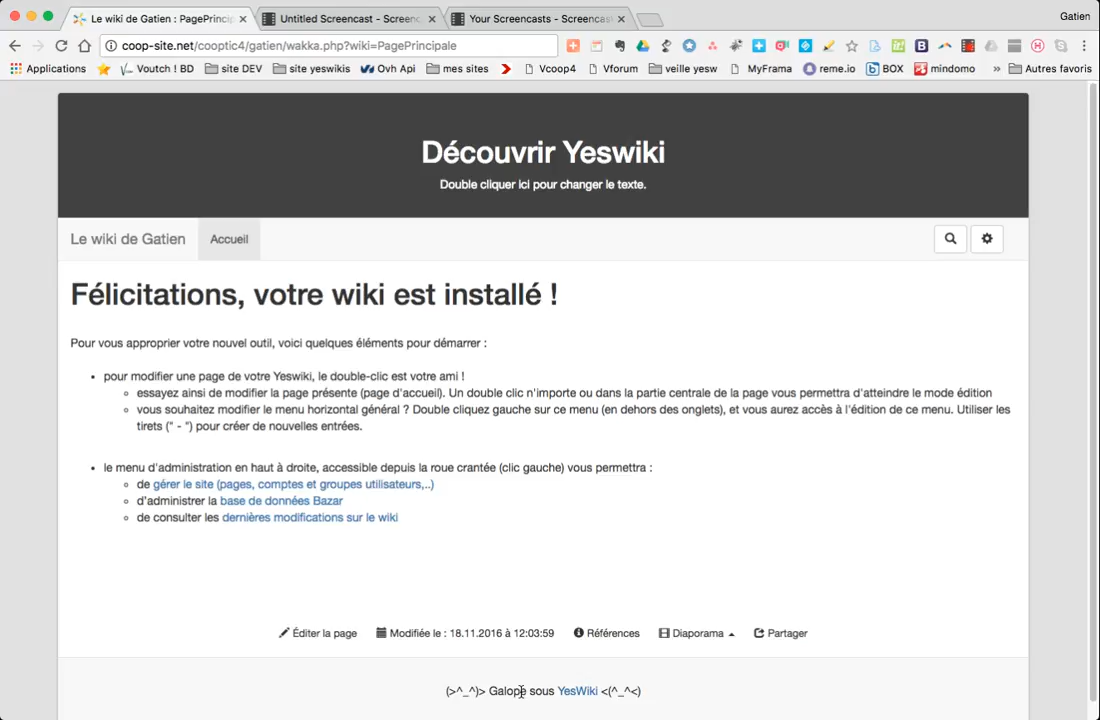 Le wiki de Gatien : PagePrinci
Untitled Screencast - Screenc
Your Screencasts - Screencas
Gatien
coop-site.net/cooptic4/gatien/wakka.php?wiki=PagePrincipale
Applications Voutch ! BD site DEV site yeswikis Ovh Api mes sites Vcoop4 Vforum veille yesw MyFrama reme.io BOX mindomo » Autres favoris
Découvrir Yeswiki
Double cliquer ici pour changer le texte.
Le wiki de Gatien Accueil
Félicitations, votre wiki est installé !
Pour vous approprier votre nouvel outil, voici quelques éléments pour démarrer :
• pour modifier une page de votre Yeswiki, le double-clic est votre ami !
◦ essayez ainsi de modifier la page présente (page d'accueil). Un double clic n'importe ou dans la partie centrale de la page vous permettra d'atteindre le mode édition
◦ vous souhaitez modifier le menu horizontal général ? Double cliquez gauche sur ce menu (en dehors des onglets), et vous aurez accès à l'édition de ce menu. Utiliser les
tirets (" - ") pour créer de nouvelles entrées.
• le menu d'administration en haut à droite, accessible depuis la roue crantée (clic gauche) vous permettra :
◦ de gérer le site (pages, comptes et groupes utilisateurs,..)
◦ d'administrer la base de données Bazar
◦ de consulter les dernières modifications sur le wiki
Éditer la page Modifiée le : 18.11.2016 à 12:03:59 Références Diaporama Partager
(>^_^)> Galope sous YesWiki <(^_^<)